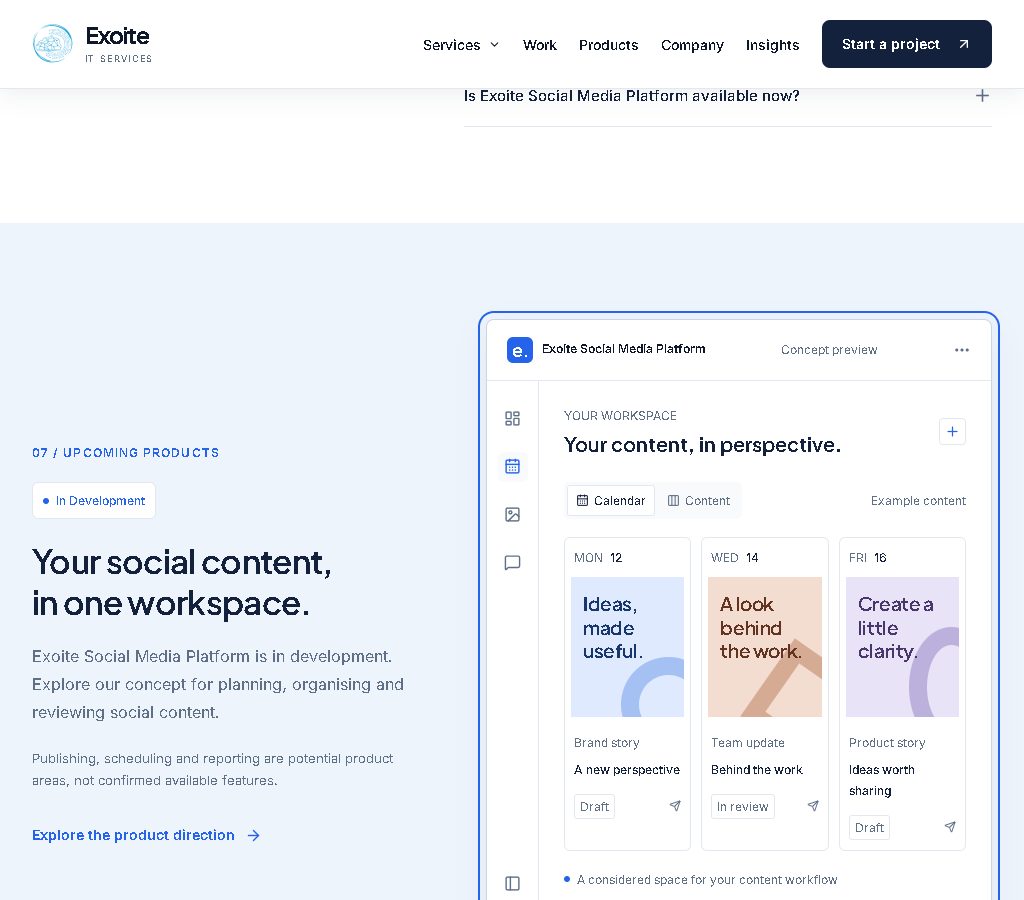 Exoite
IT SERVICES
Services
Work
Products
Company
Insights
Start a project
Is Exoite Social Media Platform available now?
07 / UPCOMING PRODUCTS
In Development
Your social content,
in one workspace.
Exoite Social Media Platform is in development.
Explore our concept for planning, organising and
reviewing social content.
Publishing, scheduling and reporting are potential product
areas, not confirmed available features.
Explore the product direction
e.
Exoite Social Media Platform
Concept preview
YOUR WORKSPACE
Your content, in perspective.
Calendar
Content
Example content
MON 12
Ideas,
made
useful.
Brand story
A new perspective
Draft
WED 14
A look
behind
the work.
Team update
Behind the work
In review
FRI 16
Create a
little
clarity.
Product story
Ideas worth
sharing
Draft
A considered space for your content workflow